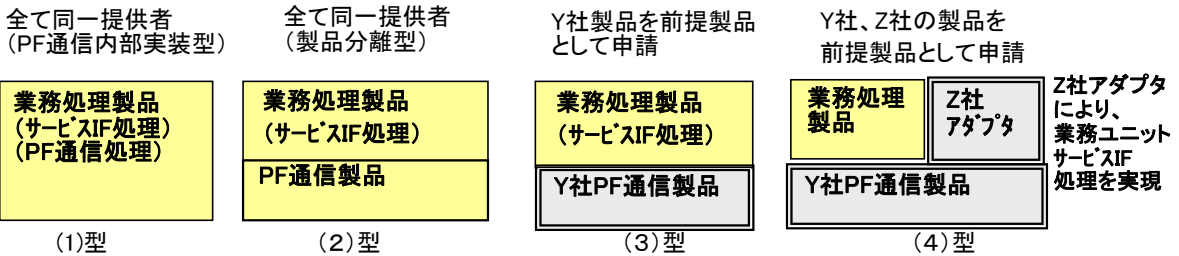 全て同一提供者
（PF通信内部実装型）
全て同一提供者
（製品分離型）
Y社製品を前提製品
として申請
Y社、Z社の製品を
前提製品として申請
業務処理製品
（サービスIF処理）
（PF通信処理）
業務処理製品
（サービスIF処理）
PF通信製品
業務処理製品
（サービスIF処理）
Y社PF通信製品
業務処理
製品
Z社
アダプタ
Y社PF通信製品
Z社アダプタ
により、
業務ユニット
サービスIF
処理を実現
(1)型
（２）型
（３）型
（４）型